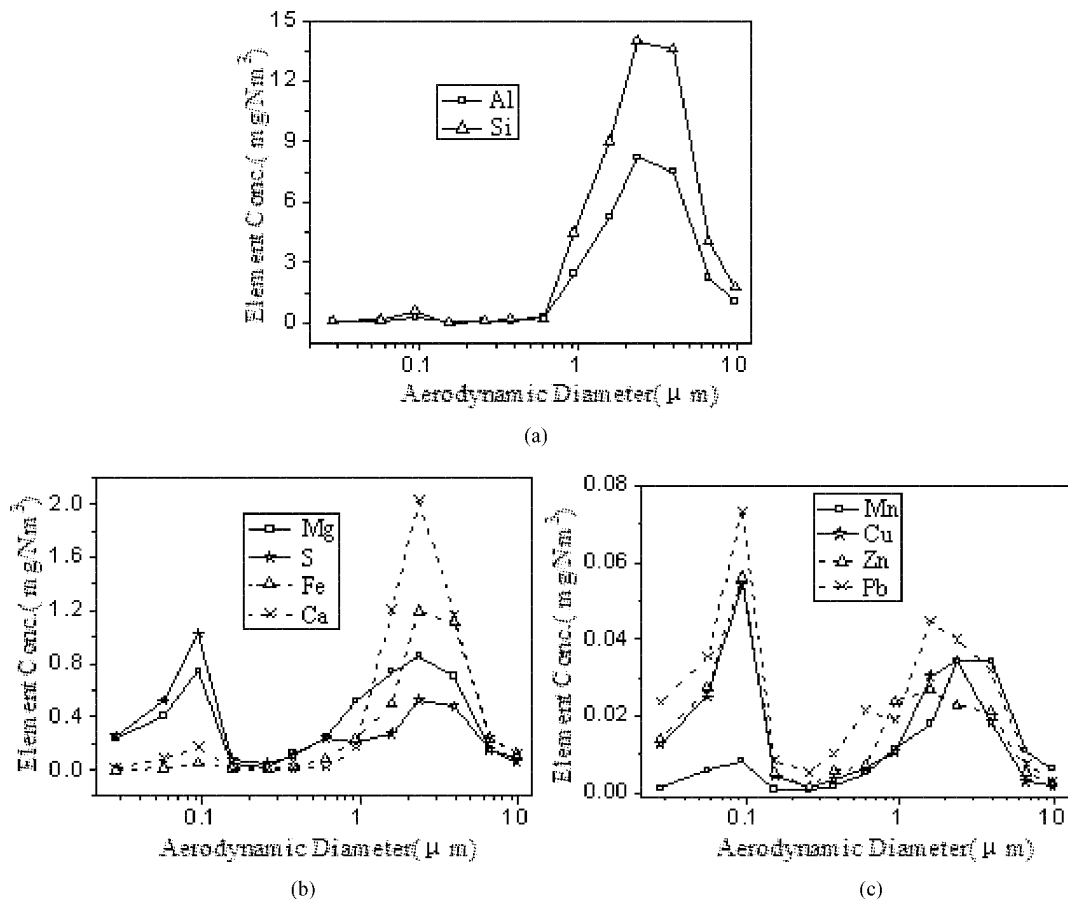 15
12
9
6
3
0
Element Conc.( mg/Nm³)
Al
Si
0.1
1
10
Aerodynamic Diameter(μ m)
(a)
2.0
1.6
1.2
0.8
0.4
0.0
Element Conc.( mg/Nm³)
Mg
S
Fe
Ca
0.1
1
10
Aerodynamic Diameter(μ m)
(b)
0.08
0.06
0.04
0.02
0.00
Element Conc.( mg/Nm³)
Mn
Cu
Zn
Pb
0.1
1
10
Aerodynamic Diameter(μ m)
(c)